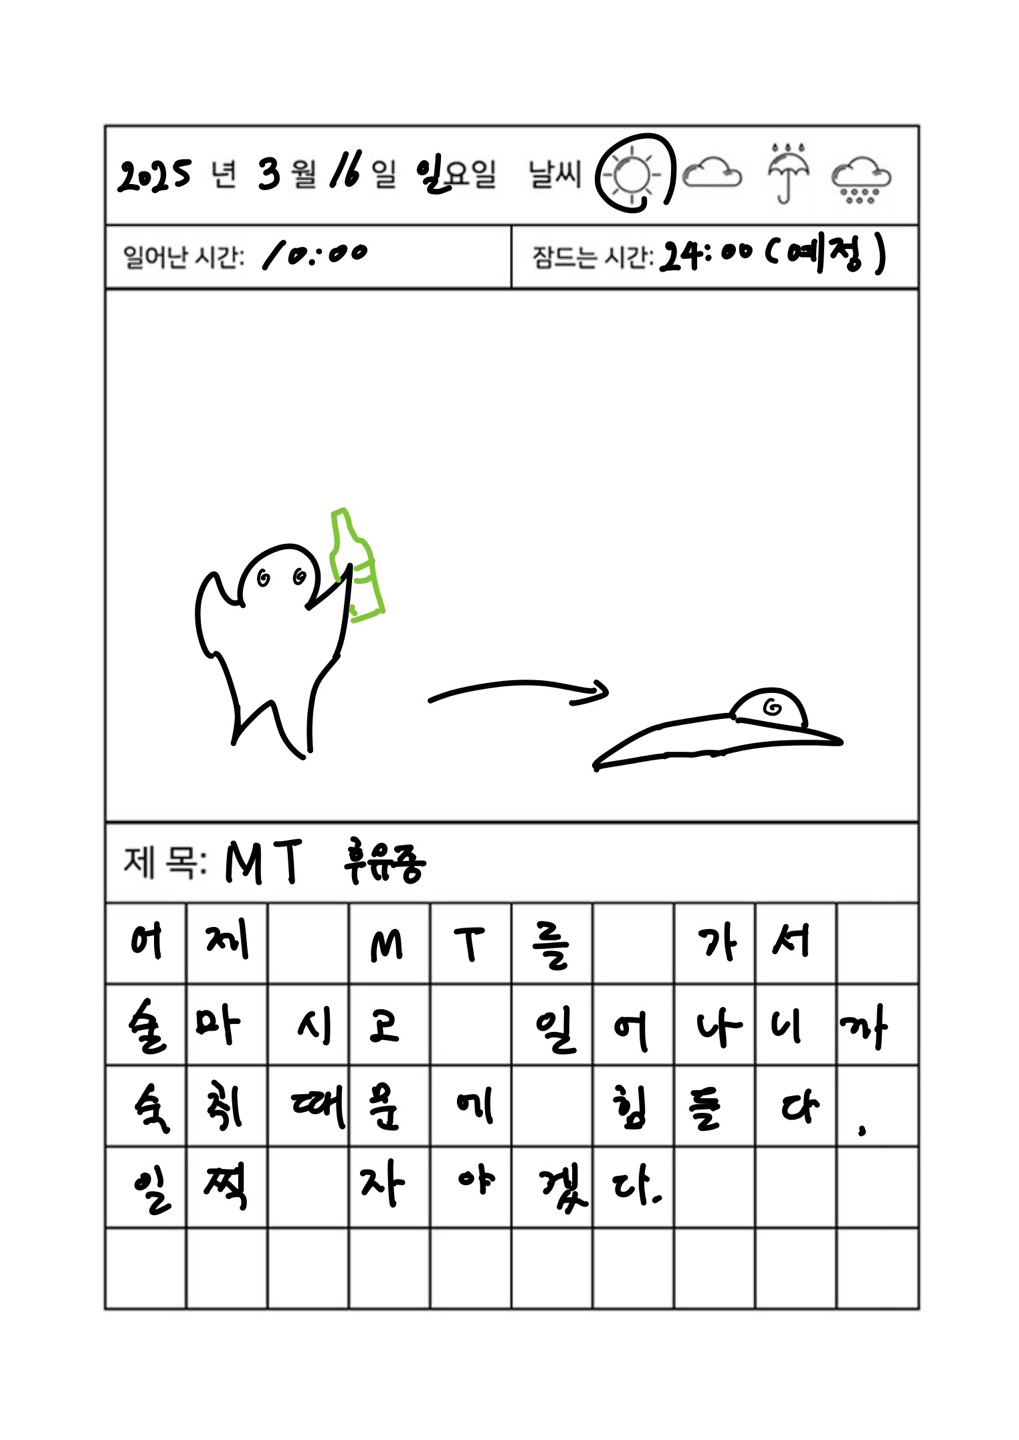 2025 년 3 월 16 일 일요일 날씨
일어난 시간: 10:00 잠드는 시간: 24:00 (예정)
제 목: MT 후유증
어제 MT를 가서
술마시고 일어나니까
숙취때문에 힘들다.
일찍 자야겠다.